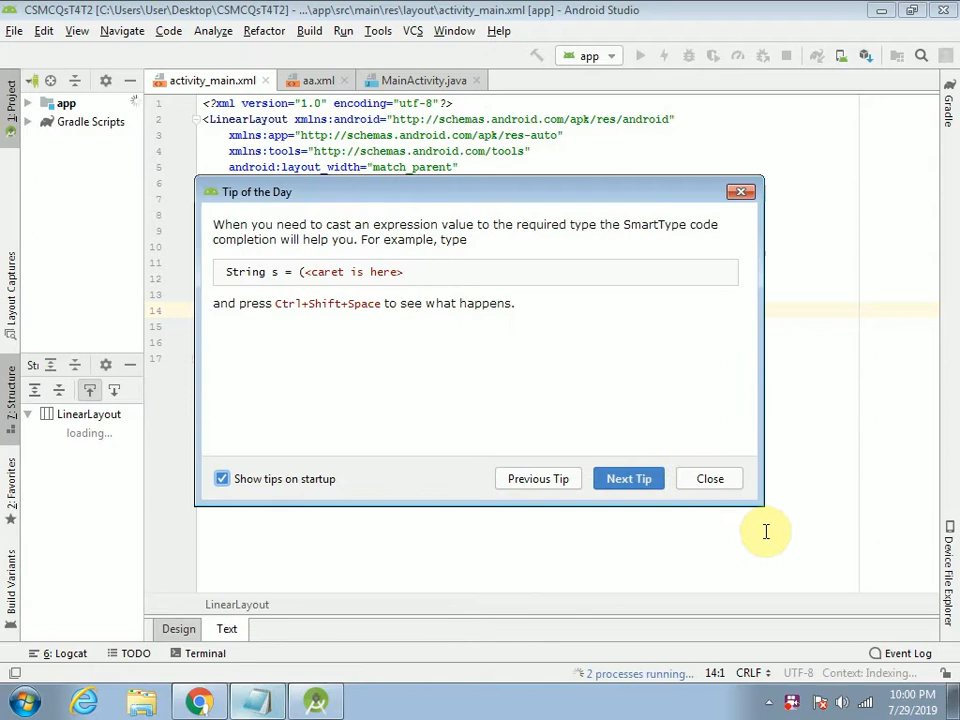 CSMCQsT4T2 [C:\Users\User\Desktop\CSMCQsT4T2] - ...\app\src\main\res\layout\activity_main.xml [app] - Android Studio
File Edit View Navigate Code Analyze Refactor Build Run Tools VCS Window Help
app
1: Project
activity_main.xml
aa.xml
MainActivity.java
Gradle
app
Gradle Scripts
1 <?xml version="1.0" encoding="utf-8"?>
2 <LinearLayout xmlns:android="http://schemas.android.com/apk/res/android"
3 xmlns:app="http://schemas.android.com/apk/res-auto"
4 xmlns:tools="http://schemas.android.com/tools"
5 android:layout_width="match_parent"
6
7
8
9
10
11
12
13
14
15
16
17
Tip of the Day
When you need to cast an expression value to the required type the SmartType code
completion will help you. For example, type
String s = (<caret is here>
and press Ctrl+Shift+Space to see what happens.
Show tips on startup
Previous Tip
Next Tip
Close
Layout Captures
Str
7: Structure
LinearLayout
loading...
2: Favorites
Build Variants
Device File Explorer
LinearLayout
Design Text
6: Logcat TODO Terminal Event Log
2 processes running... 14:1 CRLF UTF-8 Context: Indexing...
10:00 PM
7/29/2019